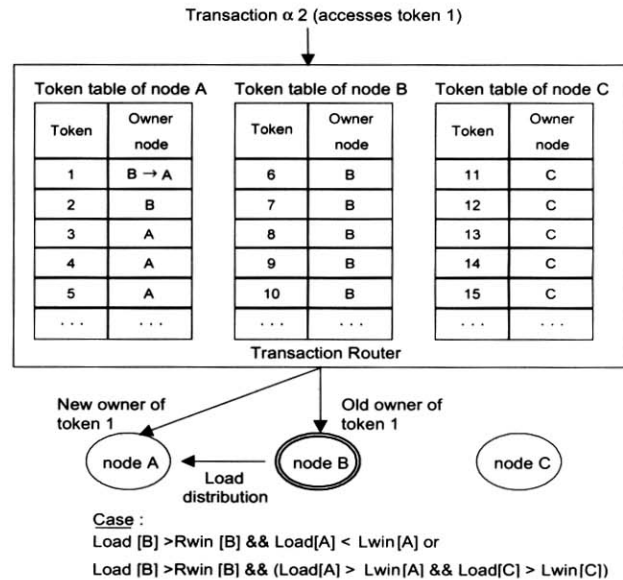 Transaction α 2 (accesses token 1)
Token table of node A Token table of node B Token table of node C
Token Owner node Token Owner node Token Owner node
1 B → A 6 B 11 C
2 B 7 B 12 C
3 A 8 B 13 C
4 A 9 B 14 C
5 A 10 B 15 C
. . . . . . . . . . . . . . . . . .
Transaction Router
New owner of
token 1
Old owner of
token 1
node A
Load
distribution
node B
node C
Case :
Load [B] >Rwin [B] && Load[A] < Lwin[A] or
Load [B] >Rwin [B] && (Load[A] > Lwin[A] && Load[C] > Lwin[C])